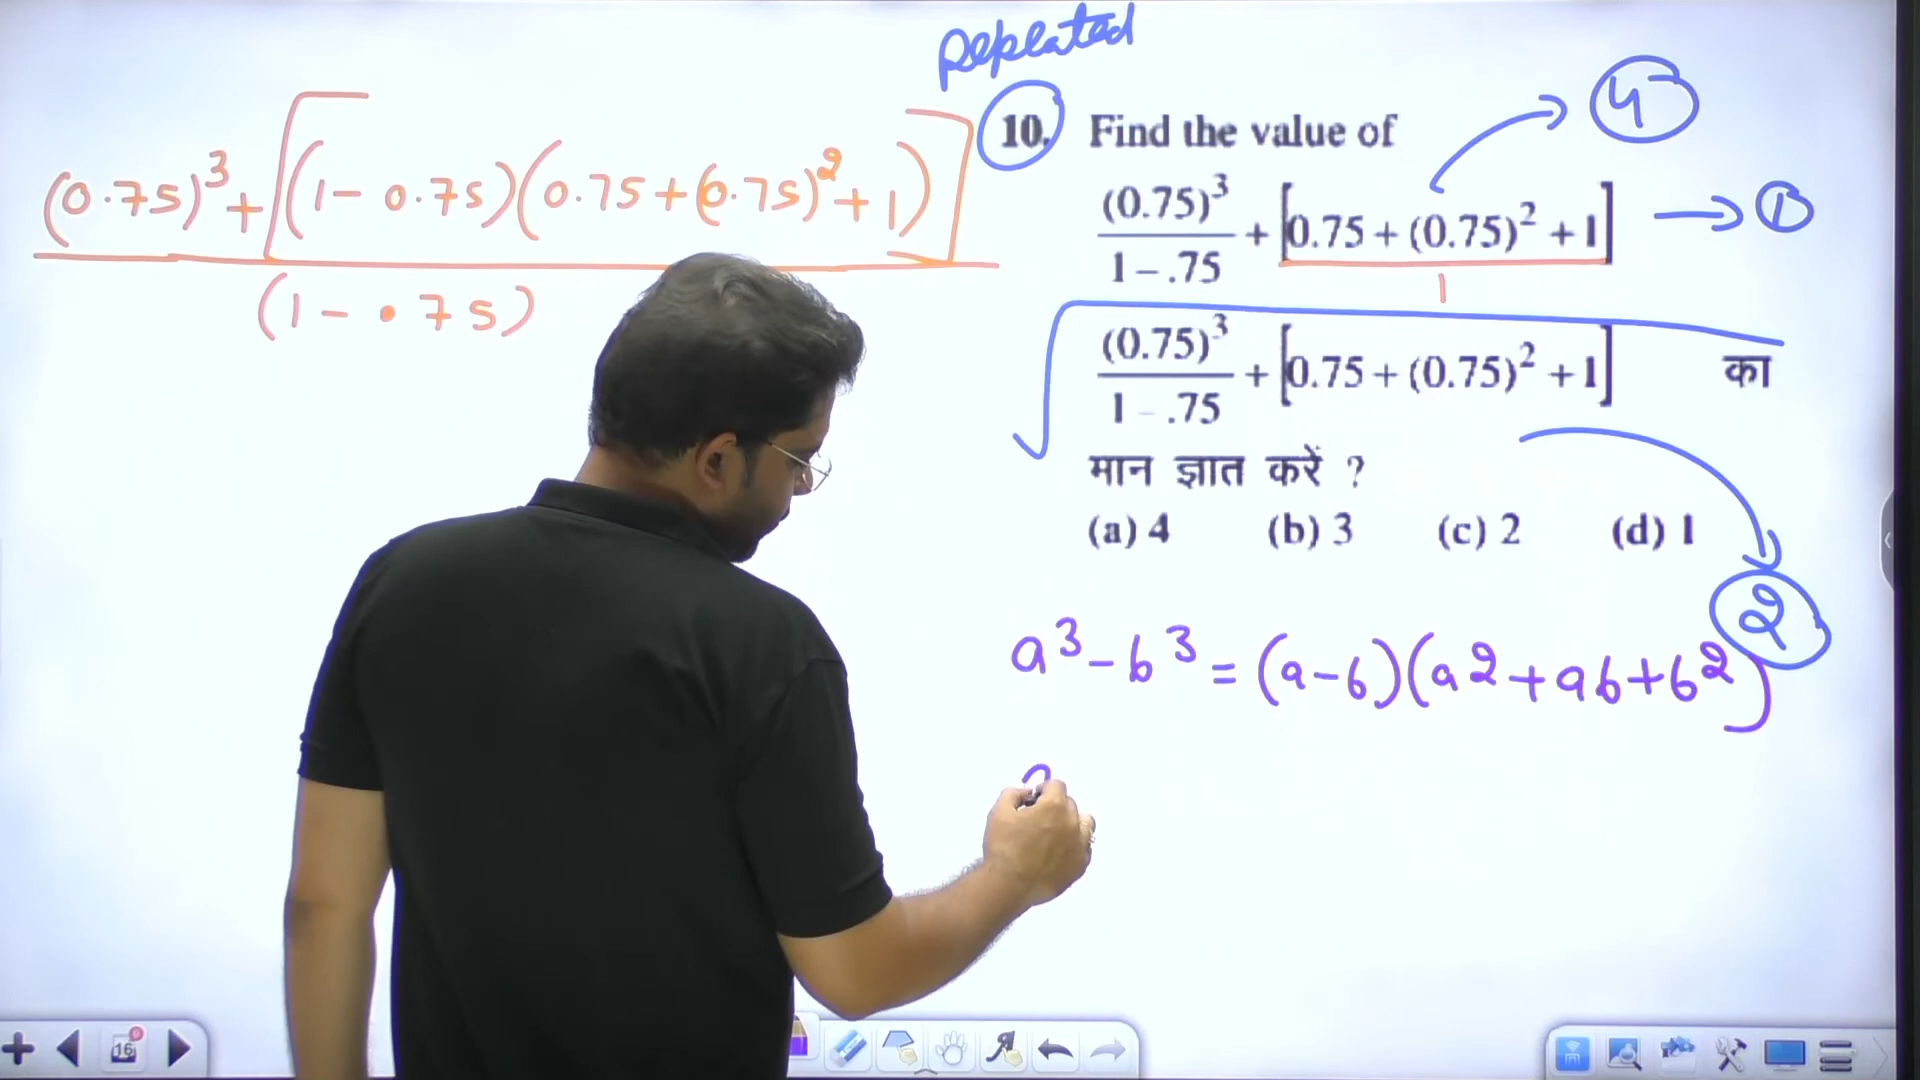 repeated
(0.75)³ + [(1 - 0.75)(0.75 + (0.75)² + 1)]
(1 - .75)
10. Find the value of
4
(0.75)³ / 1 - .75 + [0.75 + (0.75)² + 1]
1
1
(0.75)³ / 1 - .75 + [0.75 + (0.75)² + 1] का
मान ज्ञात करें ?
(a) 4 (b) 3 (c) 2 (d) 1
2
a³ - b³ = (a - b)(a² + ab + b²)
16